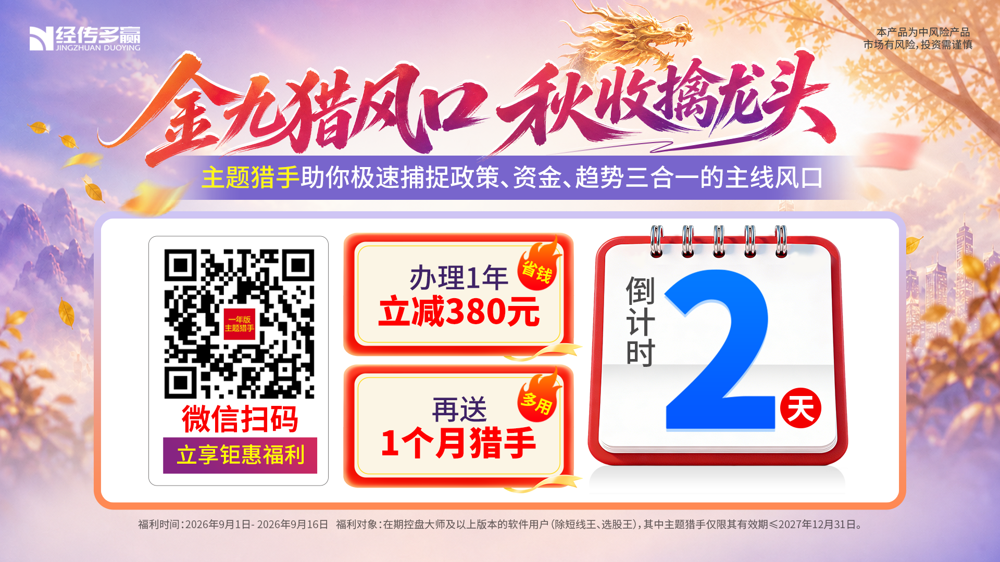 经传多赢
JINGZHUAN DUOYING
本产品为中风险产品
市场有风险，投资需谨慎
金九猎风口 秋收擒龙头
主题猎手助你极速捕捉政策、资金、趋势三合一的主线风口
一年版
主题猎手
微信扫码
立享钜惠福利
办理1年
立减380元
省钱
再送
1个月猎手
多用
倒计时
2
天
福利时间：2026年9月1日- 2026年9月16日 福利对象：在期控盘大师及以上版本的软件用户（除短线王、选股王），其中主题猎手仅限其有效期≤2027年12月31日。